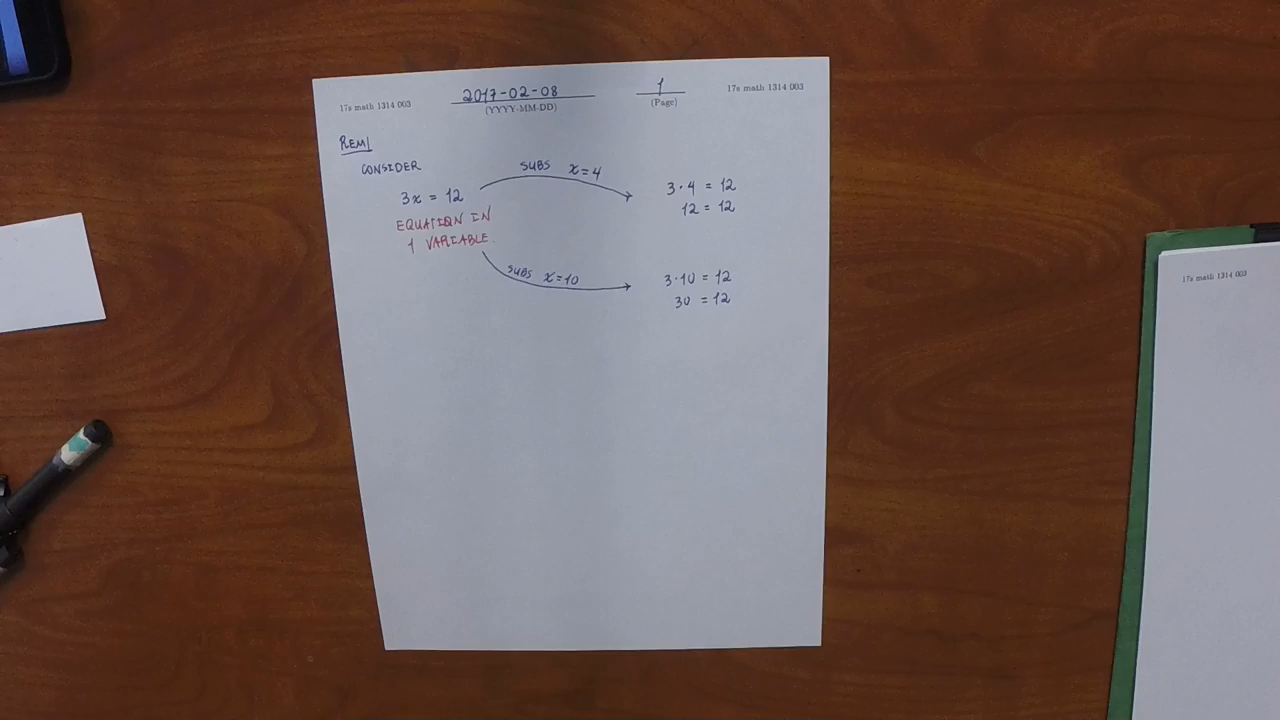 17s math 1314 003
2017-02-08
(YYYY-MM-DD)
1
(Page)
17s math 1314 003
REM1
CONSIDER
3x = 12
EQUATION IN
1 VARIABLE.
SUBS x=4
3·4 = 12
12 = 12
SUBS x=10
3·10 = 12
30 = 12
17s math 1314 003